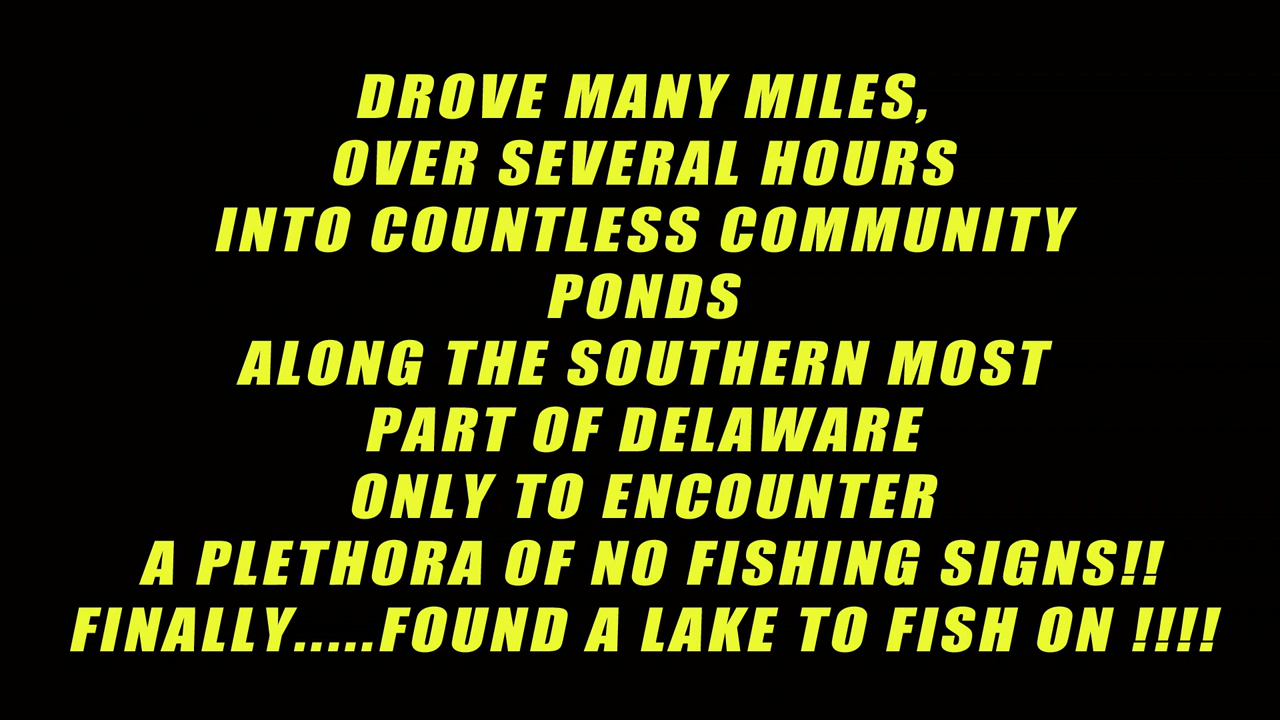 DROVE MANY MILES,
OVER SEVERAL HOURS
INTO COUNTLESS COMMUNITY
PONDS
ALONG THE SOUTHERN MOST
PART OF DELAWARE
ONLY TO ENCOUNTER
A PLETHORA OF NO FISHING SIGNS!!
FINALLY.....FOUND A LAKE TO FISH ON !!!!